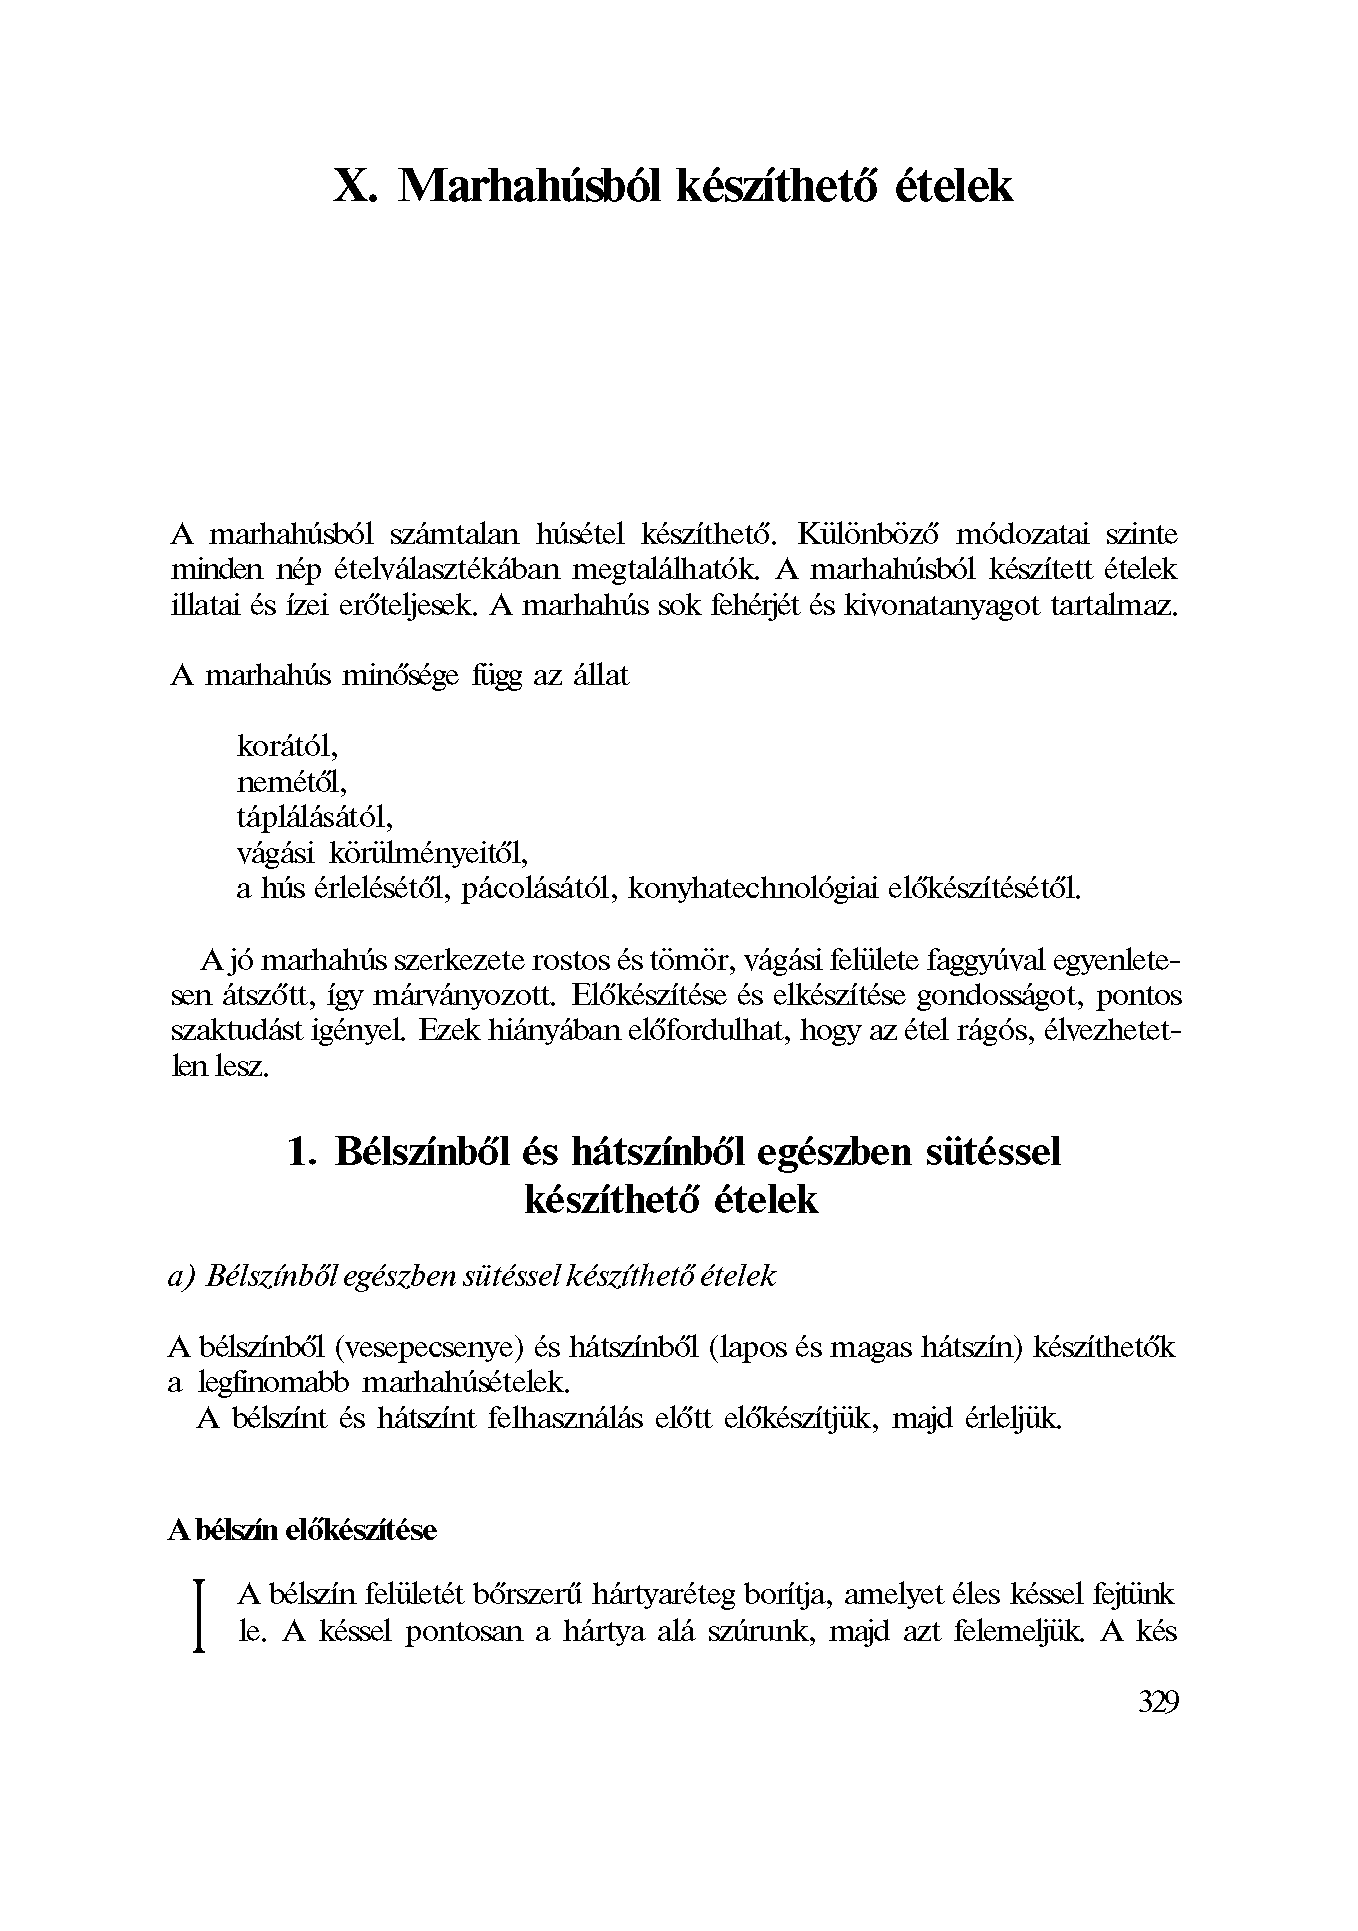 X. Marhahúsból készíthető ételek
A marhahúsból számtalan húsétel készíthető. Különböző módozatai szinte
minden nép ételválasztékában megtalálhatók. A marhahúsból készített ételek
illatai és ízei erőteljesek. A marhahús sok fehérjét és kivonatanyagot tartalmaz.
A marhahús minősége függ az állat
korától,
nemétől,
táplálásától,
vágási körülményeitől,
a hús érlelésétől, pácolásától, konyhatechnológiai előkészítésétől.
A jó marhahús szerkezete rostos és tömör, vágási felülete faggyúval egyenlete-
sen átszőtt, így márványozott. Előkészítése és elkészítése gondosságot, pontos
szaktudást igényel. Ezek hiányában előfordulhat, hogy az étel rágós, élvezhetet-
len lesz.
1. Bélszínből és hátszínből egészben sütéssel
készíthető ételek
a) Bélszínből egészben sütéssel készíthető ételek
A bélszínből (vesepecsenye) és hátszínből (lapos és magas hátszín) készíthetők
a legfinomabb marhahúsételek.
A bélszínt és hátszínt felhasználás előtt előkészítjük, majd érleljük.
A bélszín előkészítése
I A bélszín felületét bőrszerű hártyaréteg borítja, amelyet éles késsel fejtünk
le. A késsel pontosan a hártya alá szúrunk, majd azt felemeljük. A kés
329